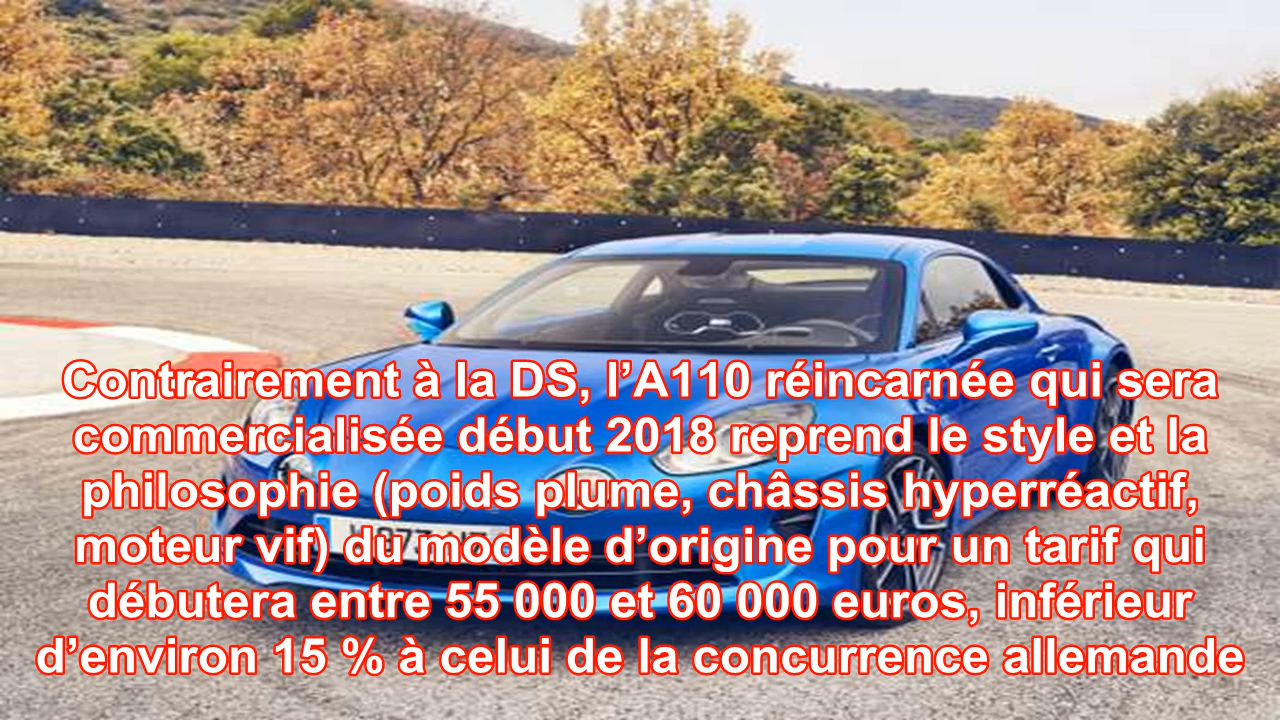 Contrairement à la DS, l’A110 réincarnée qui sera
commercialisée début 2018 reprend le style et la
philosophie (poids plume, châssis hyperréactif,
moteur vif) du modèle d’origine pour un tarif qui
débutera entre 55 000 et 60 000 euros, inférieur
d’environ 15 % à celui de la concurrence allemande